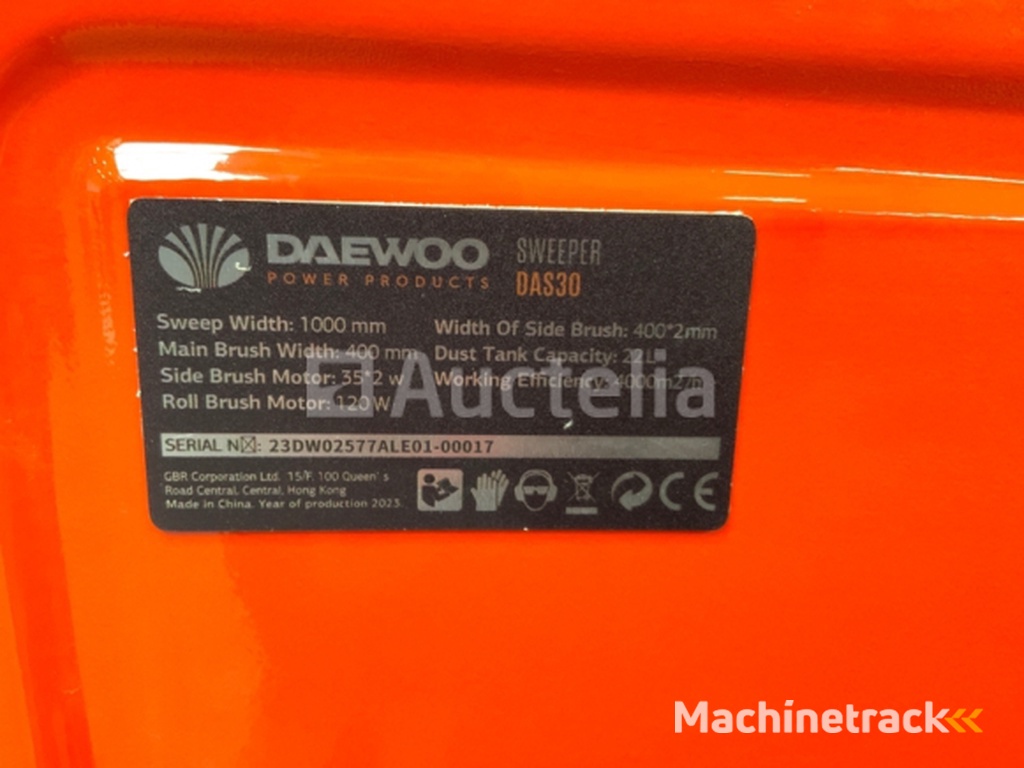 DAEWOO
POWER PRODUCTS
SWEEPER
DAS30
Sweep Width: 1000 mm
Main Brush Width: 400 mm
Side Brush Motor: 35*2 w
Roll Brush Motor: 120 W
Width Of Side Brush: 400*2mm
Dust Tank Capacity: 22L
Working Efficiency: 4000m2/h
Auctelia
SERIAL N☒: 23DW02577ALE01-00017
GBR Corporation Ltd. 15/F. 100 Queen's
Road Central, Central, Hong Kong
Made in China. Year of production 2023.
CE
Machinetrack